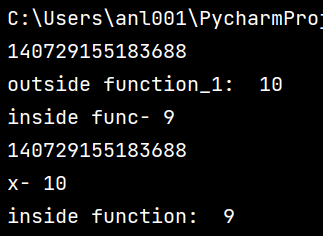 C:\Users\anl001\PycharmProj
140729155183688
outside function_1:  10
inside func- 9
140729155183688
x- 10
inside function:  9